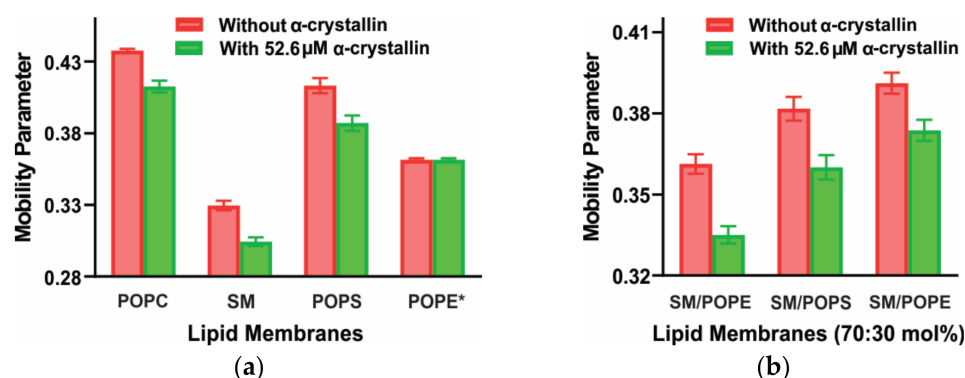 Without α-crystallin
With 52.6 µM α-crystallin
Mobility Parameter
0.43
0.38
0.33
0.28
POPC SM POPS POPE*
Lipid Membranes
(a)
Without α-crystallin
With 52.6 µM α-crystallin
Mobility Parameter
0.41
0.38
0.35
0.32
SM/POPE SM/POPS SM/POPE
Lipid Membranes (70:30 mol%)
(b)